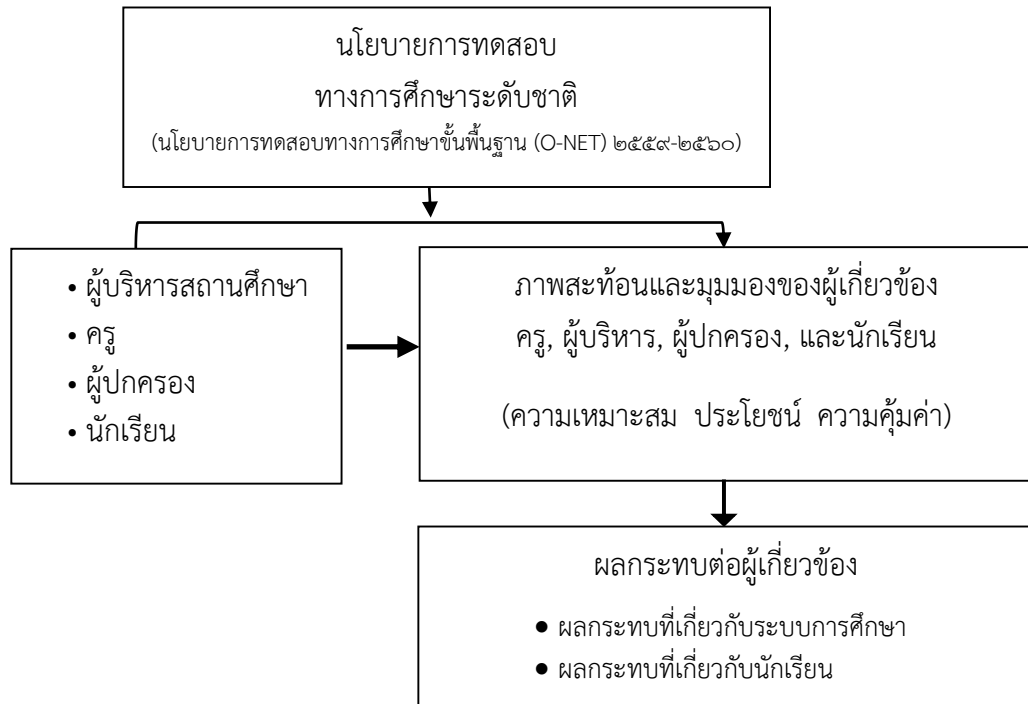 นโยบายการทดสอบ
ทางการศึกษาระดับชาติ
(นโยบายการทดสอบทางการศึกษาขั้นพื้นฐาน (O-NET) ๒๕๕๙-๒๕๖๐)
• ผู้บริหารสถานศึกษา
• ครู
• ผู้ปกครอง
• นักเรียน
ภาพสะท้อนและมุมมองของผู้เกี่ยวข้อง
ครู, ผู้บริหาร, ผู้ปกครอง, และนักเรียน
(ความเหมาะสม ประโยชน์ ความคุ้มค่า)
ผลกระทบต่อผู้เกี่ยวข้อง
● ผลกระทบที่เกี่ยวกับระบบการศึกษา
● ผลกระทบที่เกี่ยวกับนักเรียน